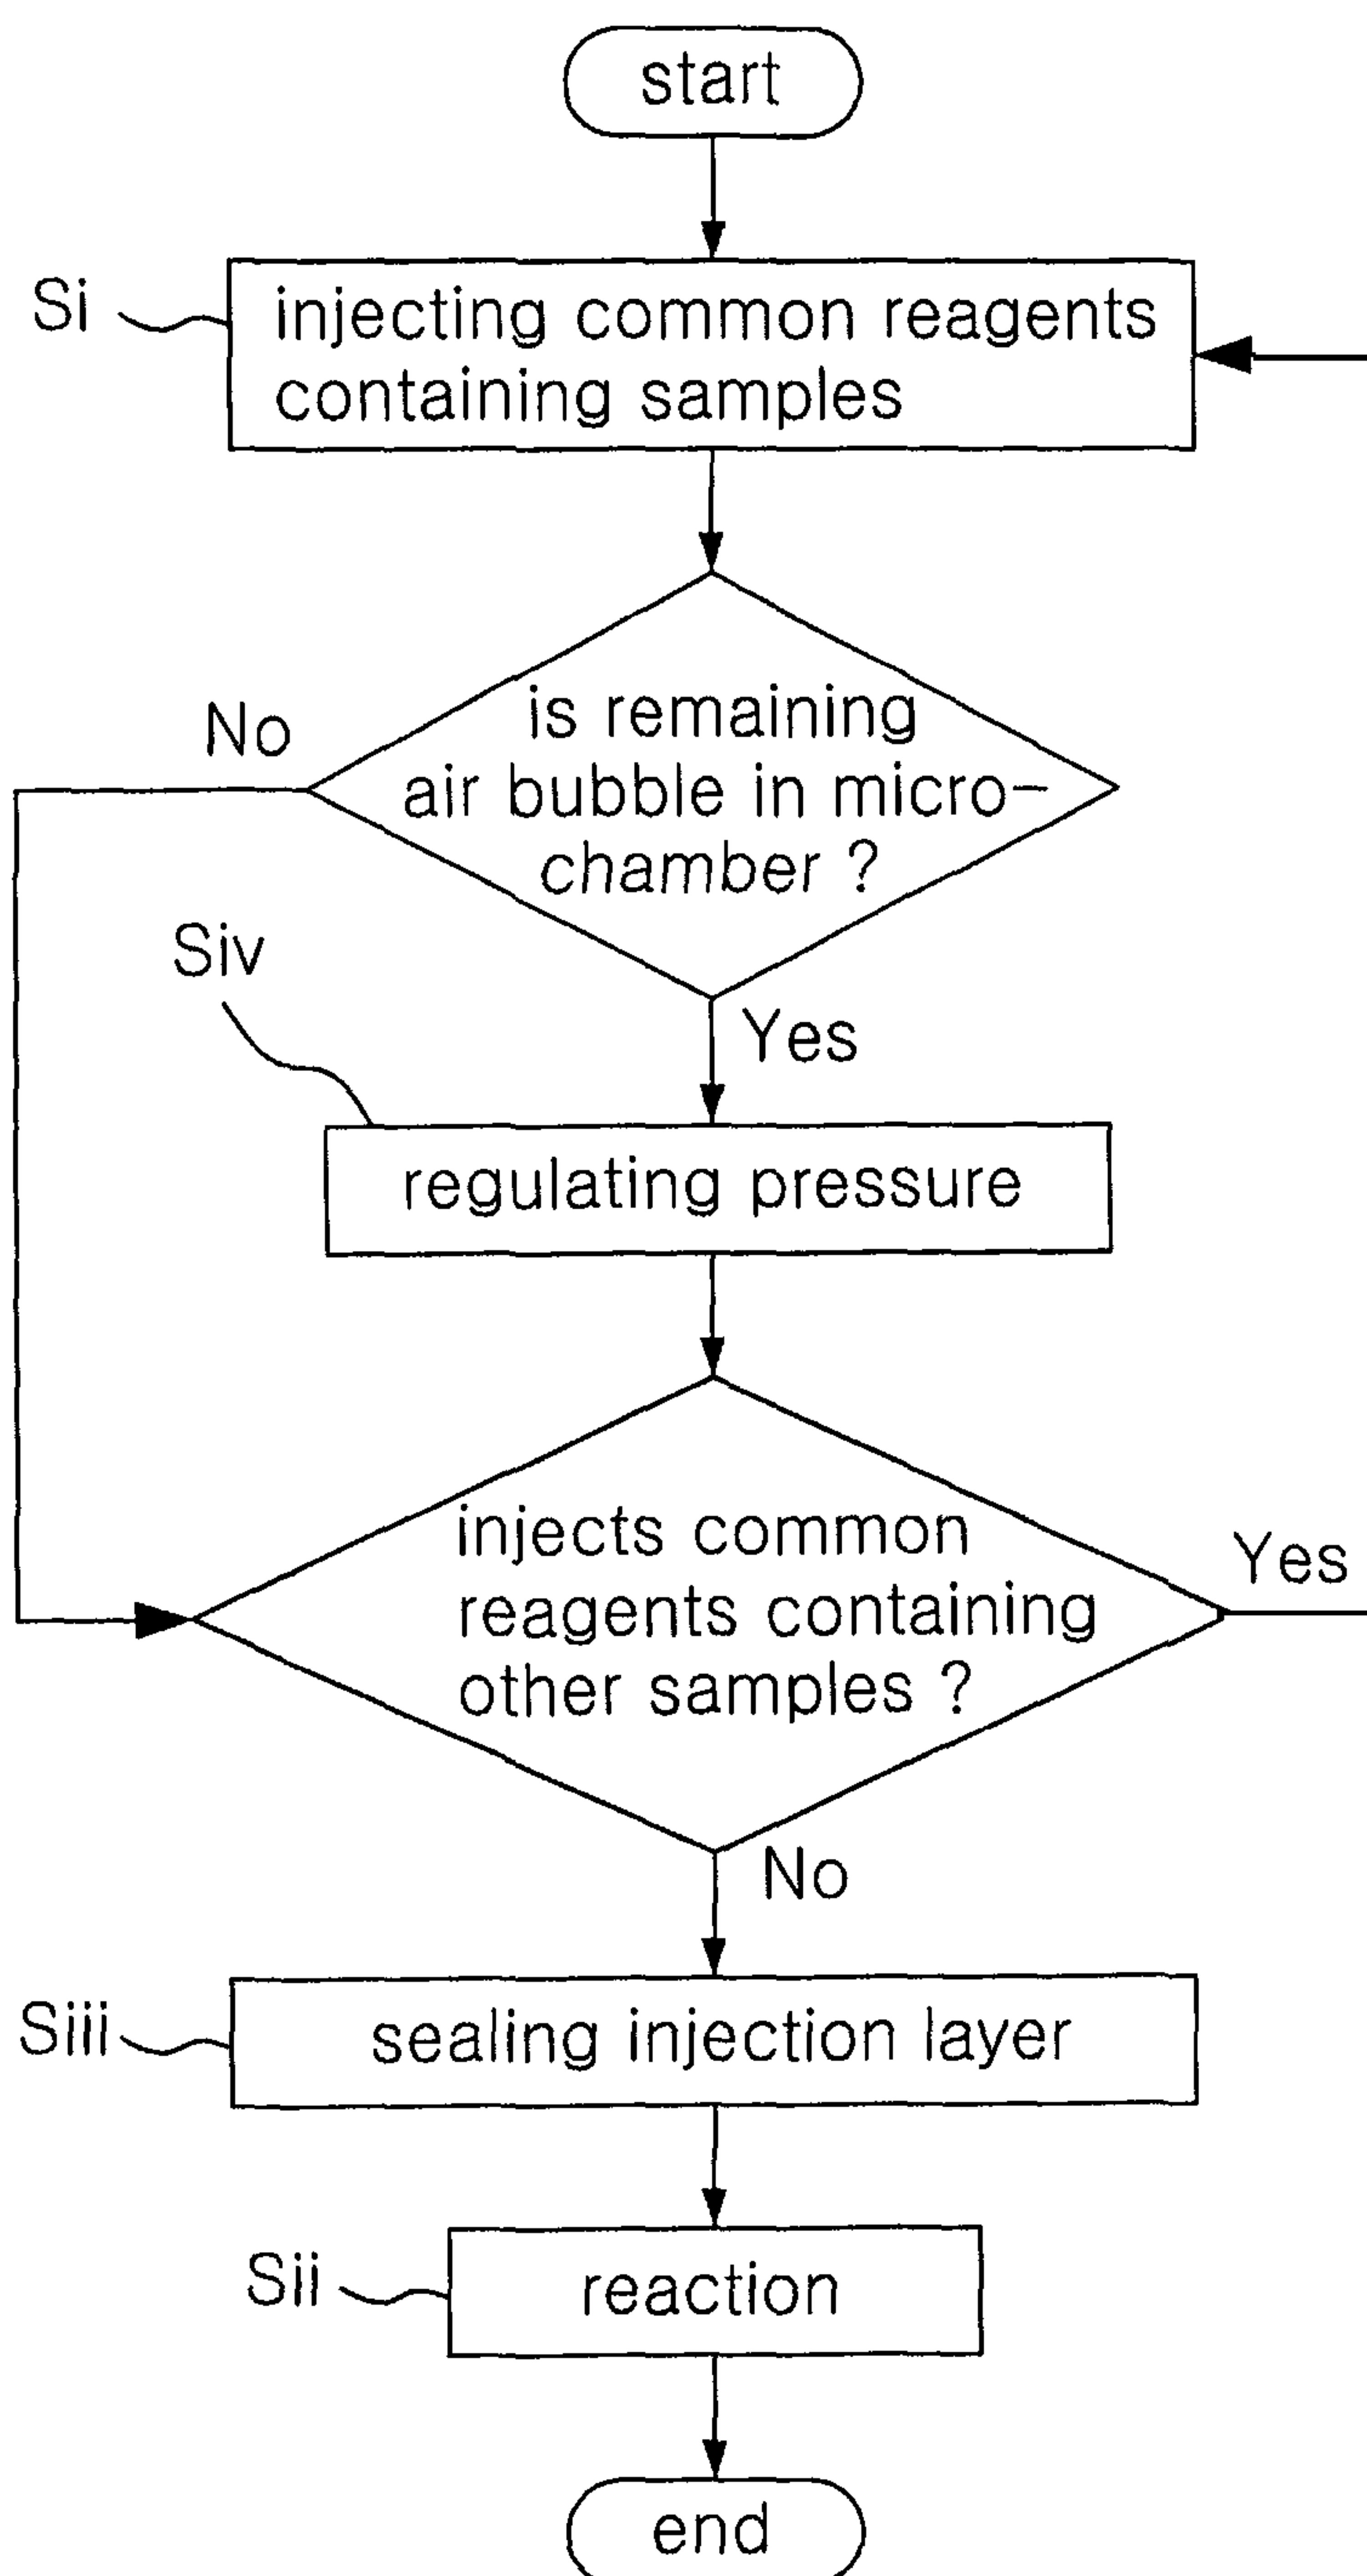 start
Si
injecting common reagents
containing samples
No
is remaining
air bubble in micro-
chamber ?
Siv
Yes
regulating pressure
injects common
reagents containing
other samples ?
Yes
No
Siii
sealing injection layer
Sii
reaction
end